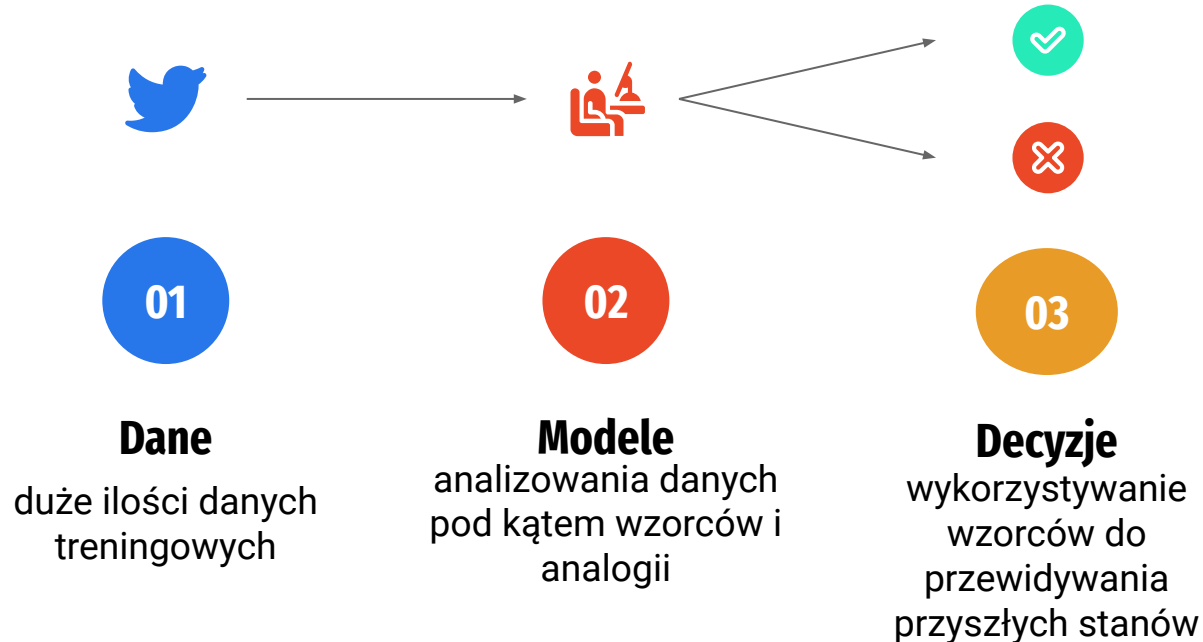 01
Dane
duże ilości danych
treningowych
02
Modele
analizowania danych
pod kątem wzorców i
analogii
03
Decyzje
wykorzystywanie
wzorców do
przewidywania
przyszłych stanów